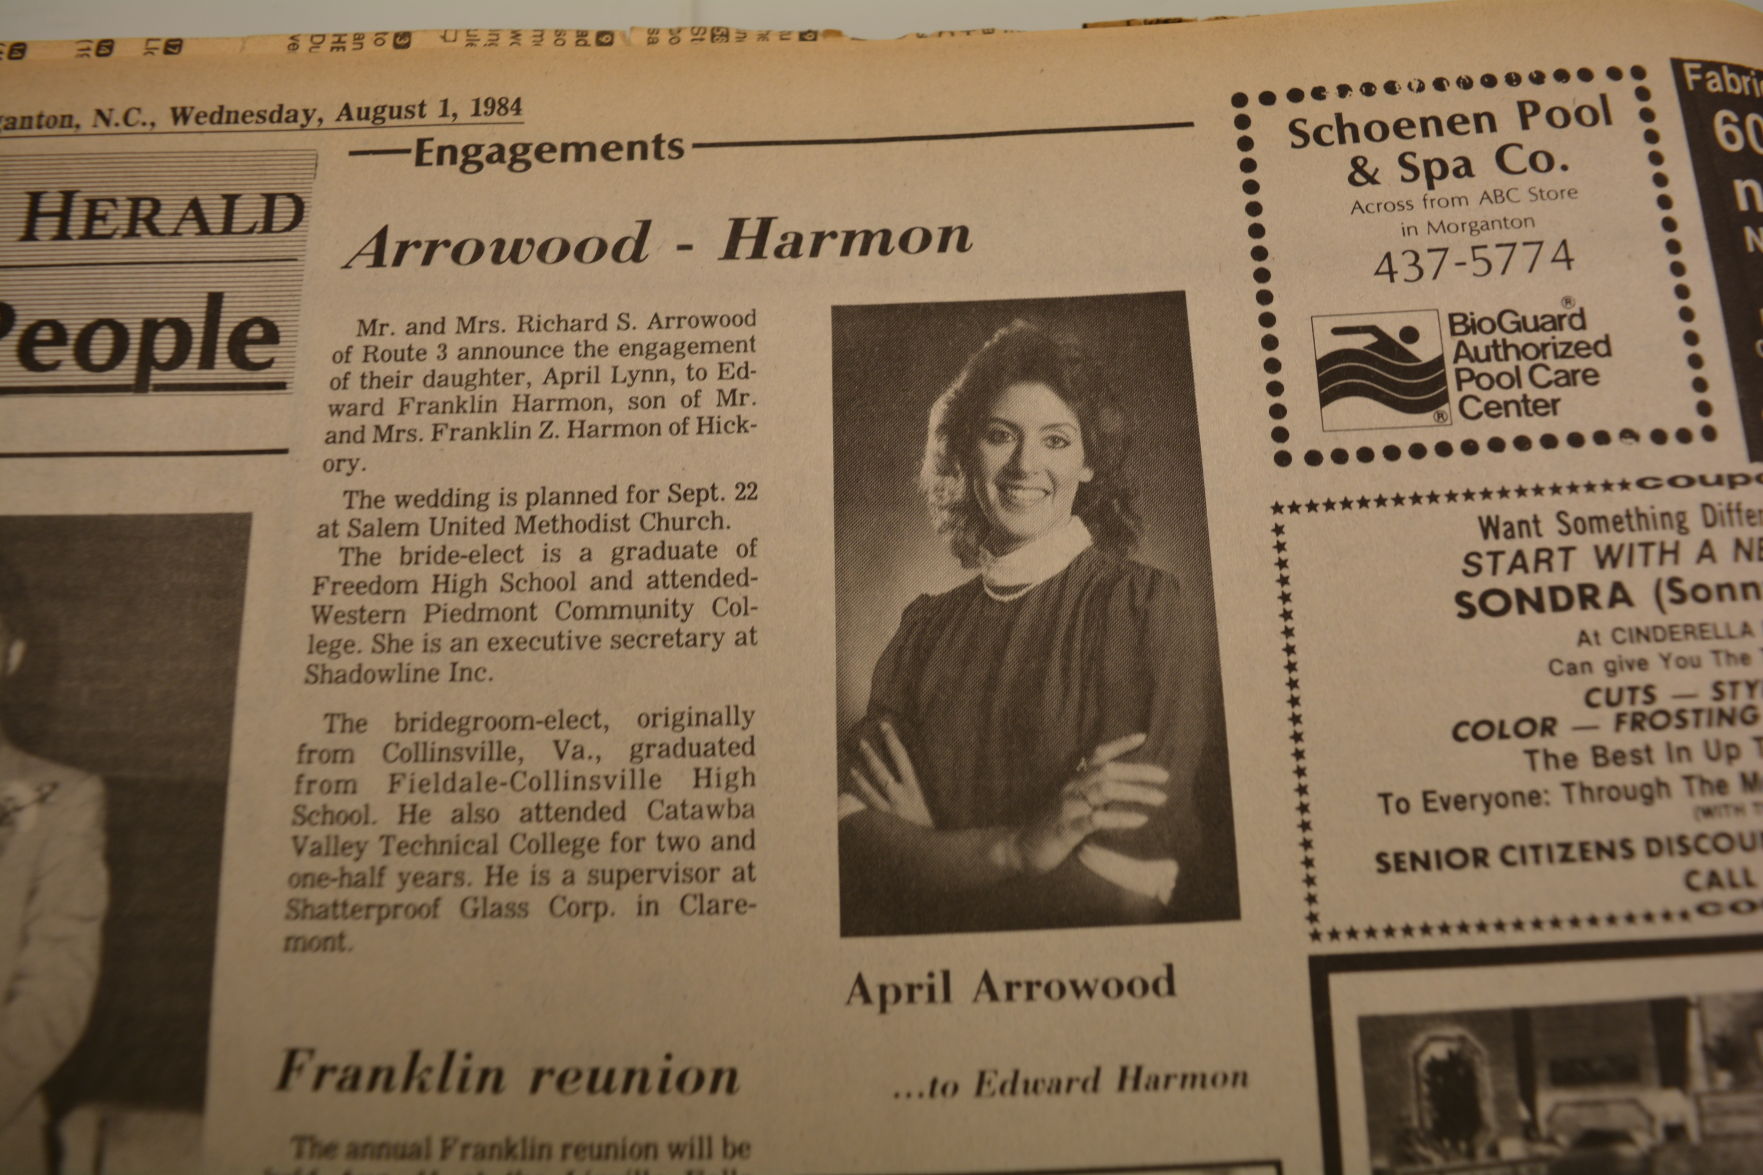 Wednesday, August 1, 1984
HERALD
People
Engagements
Arrowood - Harmon
Mr. and Mrs. Richard S. Arrowood
of Route 3 announce the engagement
of their daughter, April Lynn, to Ed-
ward Franklin Harmon, son of Mr.
and Mrs. Franklin Z. Harmon of Hick-
ory.
The wedding is planned for Sept. 22
at Salem United Methodist Church.
The bride-elect is a graduate of
Freedom High School and attended-
Western Piedmont Community Col-
lege. She is an executive secretary at
Shadowline Inc.
The bridegroom-elect, originally
from Collinsville, Va., graduated
from Fieldale-Collinsville High
School. He also attended Catawba
Valley Technical College for two and
one-half years. He is a supervisor at
Shatterproof Glass Corp. in Clare-
mont.
April Arrowood
...to Edward Harmon
Franklin reunion
The annual Franklin reunion will be
Schoenen Pool
& Spa Co.
Across from ABC Store
in Morganton
437-5774
BioGuard®
Authorized
Pool Care
Center
Want Something
START WITH A
SONDRA
At CINDERELLA
Can give You The
CUTS —
COLOR — FROSTING
The Best In Up
To Everyone: Through The
SENIOR CITIZENS
CALL